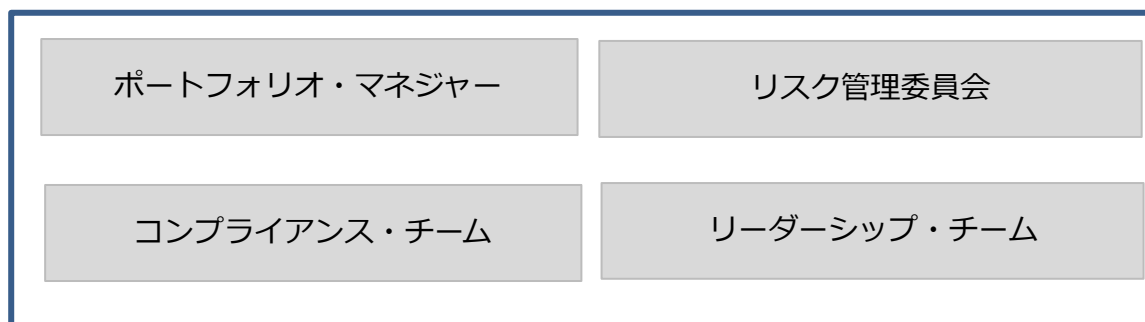 ポートフォリオ・マネジャー
リスク管理委員会
コンプライアンス・チーム
リーダーシップ・チーム